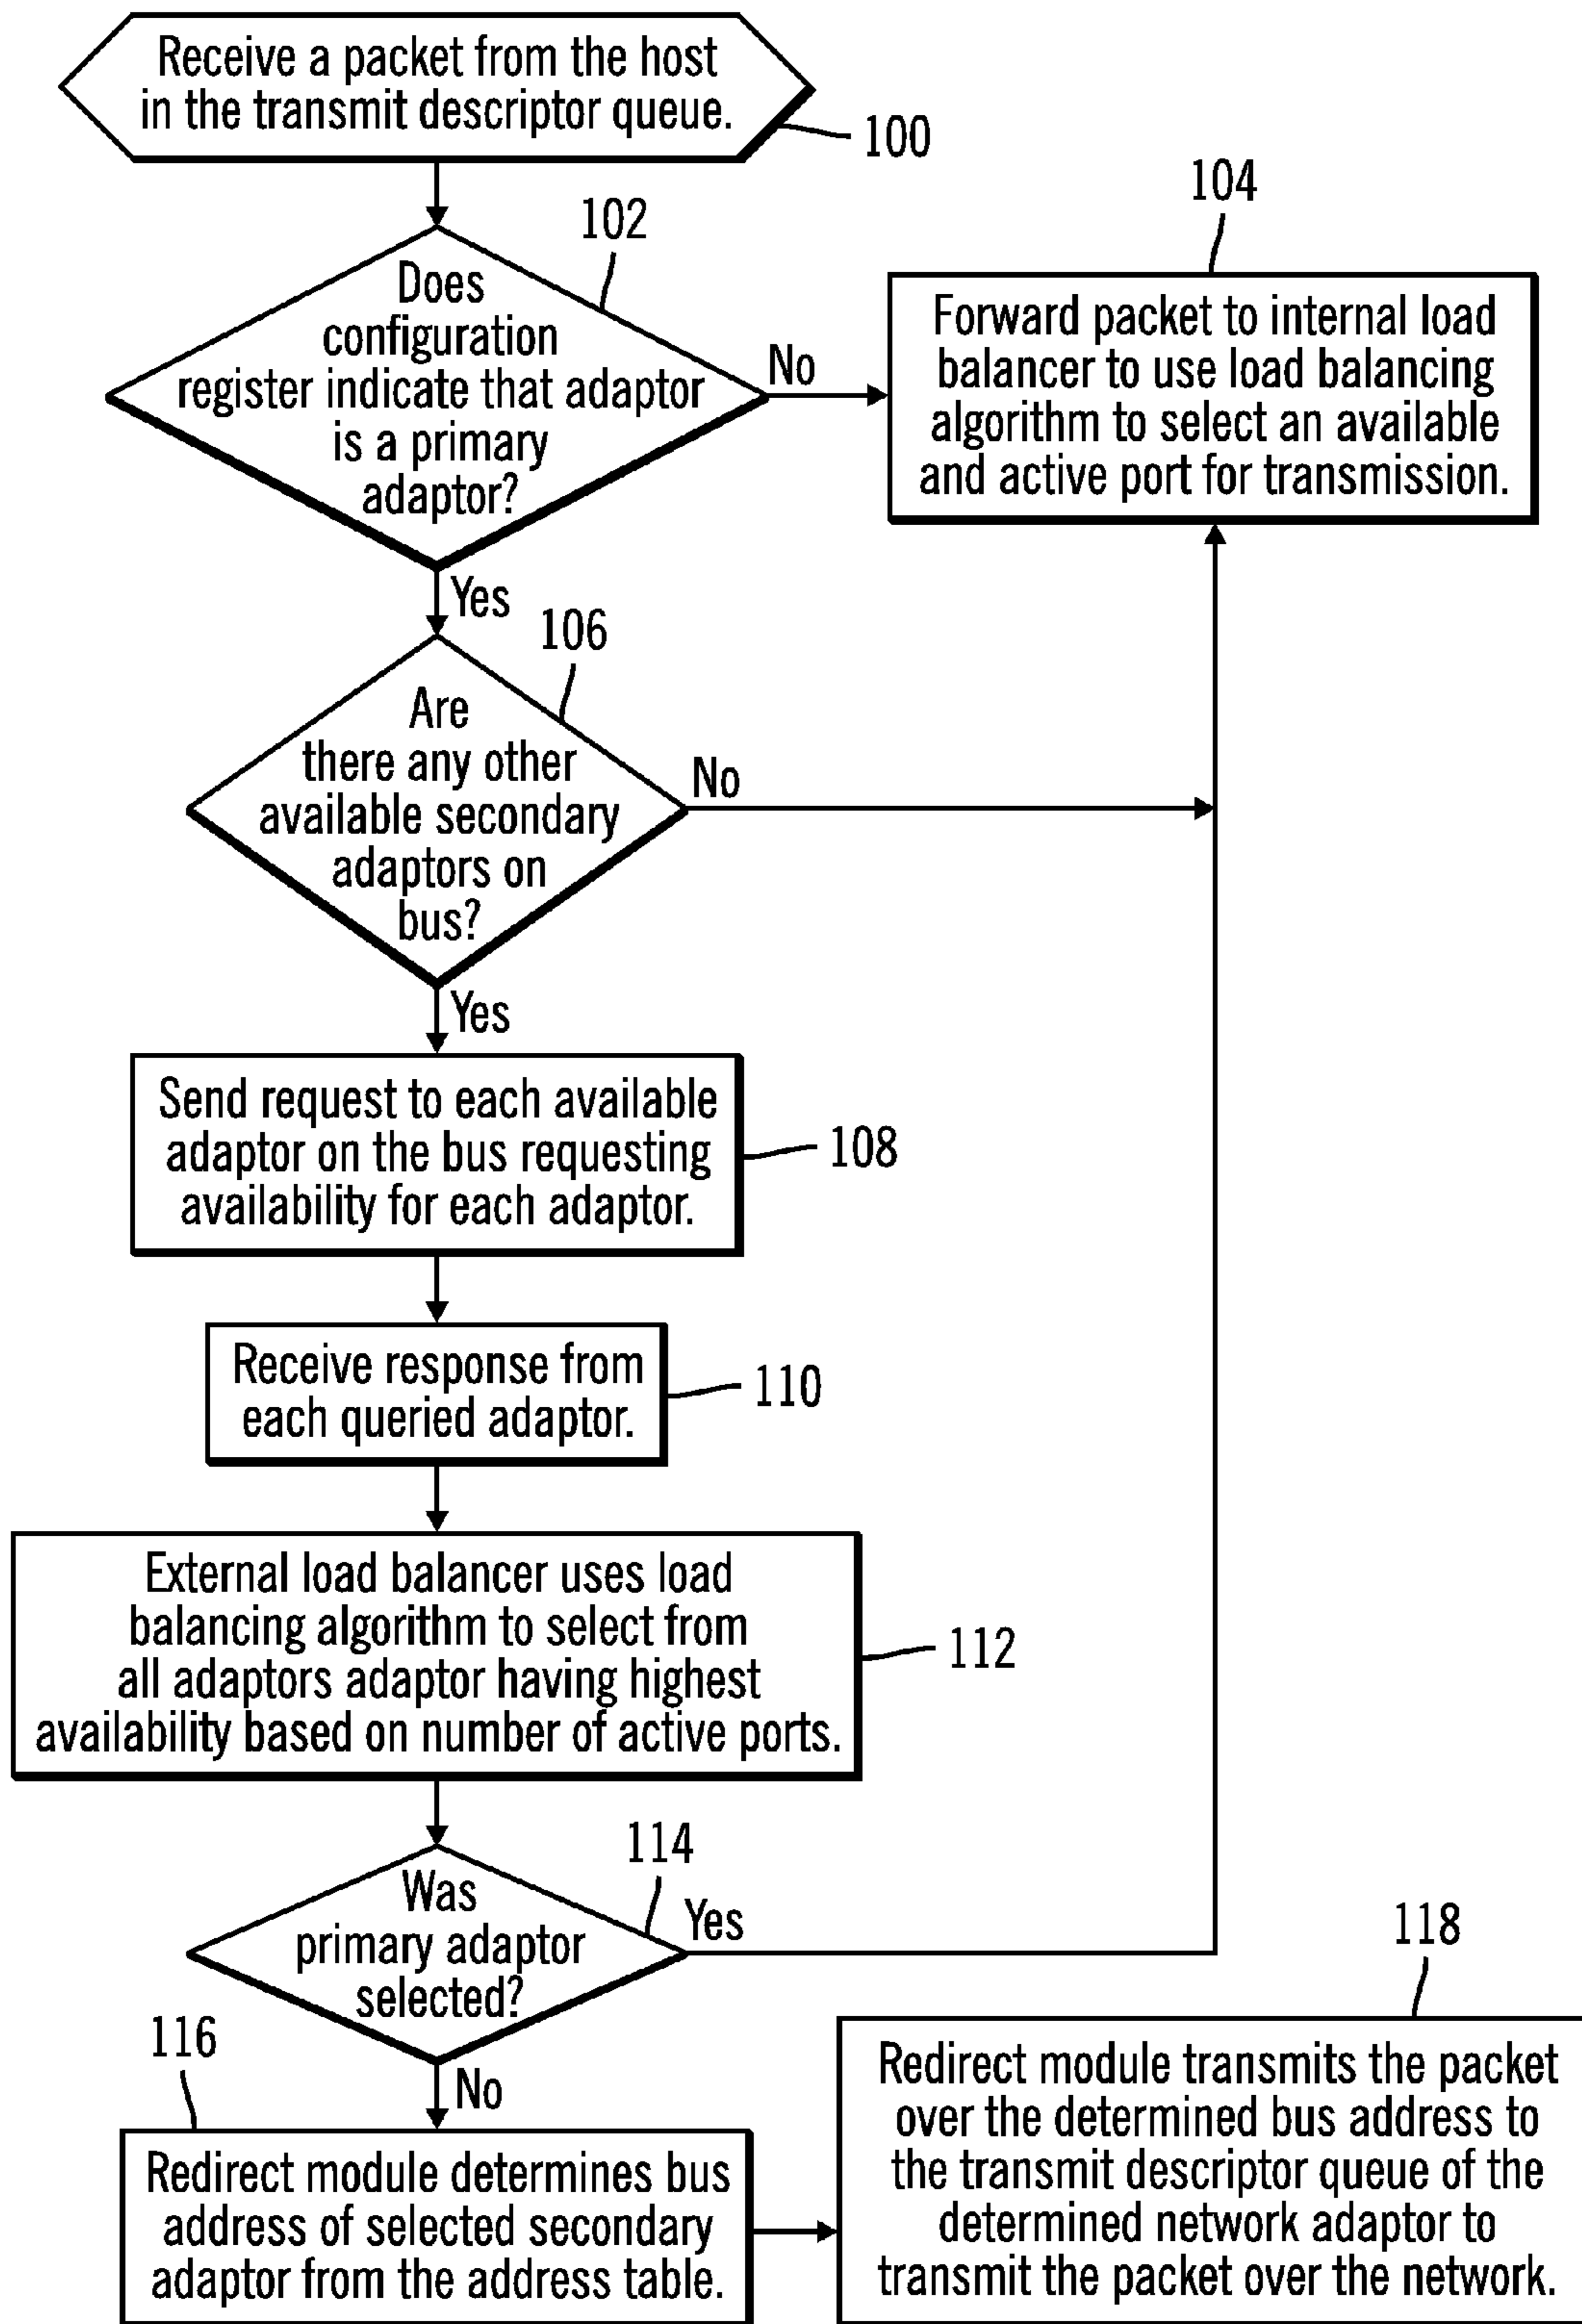 Receive a packet from the host
in the transmit descriptor queue.
100
102
Does
configuration
register indicate that adaptor
is a primary
adaptor?
No
104
Forward packet to internal load
balancer to use load balancing
algorithm to select an available
and active port for transmission.
Yes
106
Are
there any other
available secondary
adaptors on
bus?
No
Yes
Send request to each available
adaptor on the bus requesting
availability for each adaptor.
108
Receive response from
each queried adaptor.
110
External load balancer uses load
balancing algorithm to select from
all adaptors adaptor having highest
availability based on number of active ports.
112
114
Was
primary adaptor
selected?
Yes
No
116
Redirect module determines bus
address of selected secondary
adaptor from the address table.
118
Redirect module transmits the packet
over the determined bus address to
the transmit descriptor queue of the
determined network adaptor to
transmit the packet over the network.